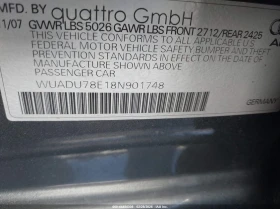 MFD BY quattro GmbH
11/07 GVWR LBS 5026 GAWR LBS FRONT 2712/REAR 2425
THIS VEHICLE CONFORMS TO ALL APPLICABLE
FEDERAL MOTOR VEHICLE SAFETY, BUMPER, AND
THEFT PREVENTION STANDARDS IN EFFECT ON THE DATE OF
MANUFACTURE SHOWN ABOVE
PASSENGER CAR
WUADU78E18N901748
A
GERMANY